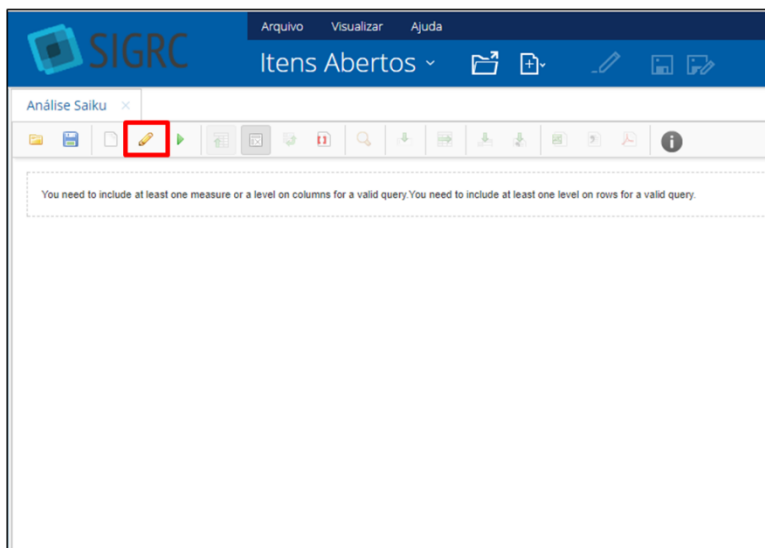 SIGRC
Arquivo Visualizar Ajuda
Itens Abertos
Análise Saiku ×
You need to include at least one measure or a level on columns for a valid query.You need to include at least one level on rows for a valid query.